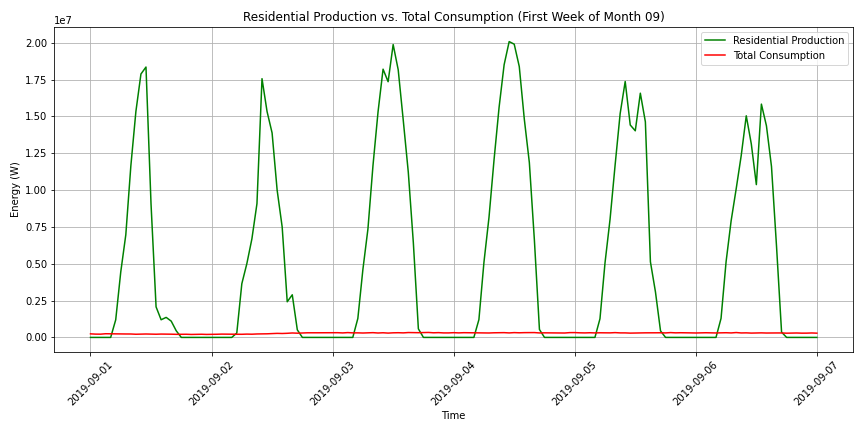 Residential Production vs. Total Consumption (First Week of Month 09)
1e7
Residential Production
Total Consumption
2.00
1.75
1.50
1.25
1.00
0.75
0.50
0.25
0.00
Energy (W)
2019-09-01
2019-09-02
2019-09-03
2019-09-04
2019-09-05
2019-09-06
2019-09-07
Time